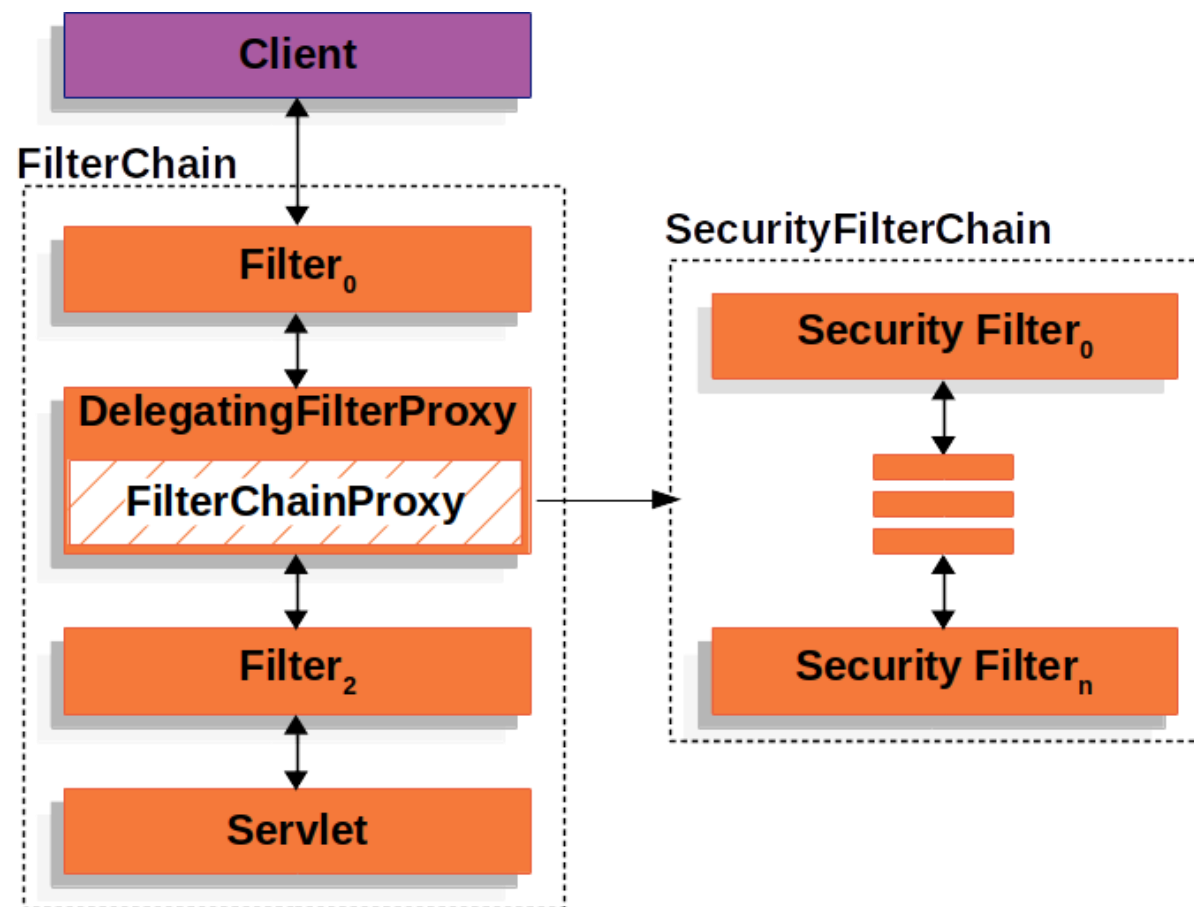 Client
FilterChain
Filter0
DelegatingFilterProxy
FilterChainProxy
Filter2
Servlet
SecurityFilterChain
Security Filter0
Security Filtern